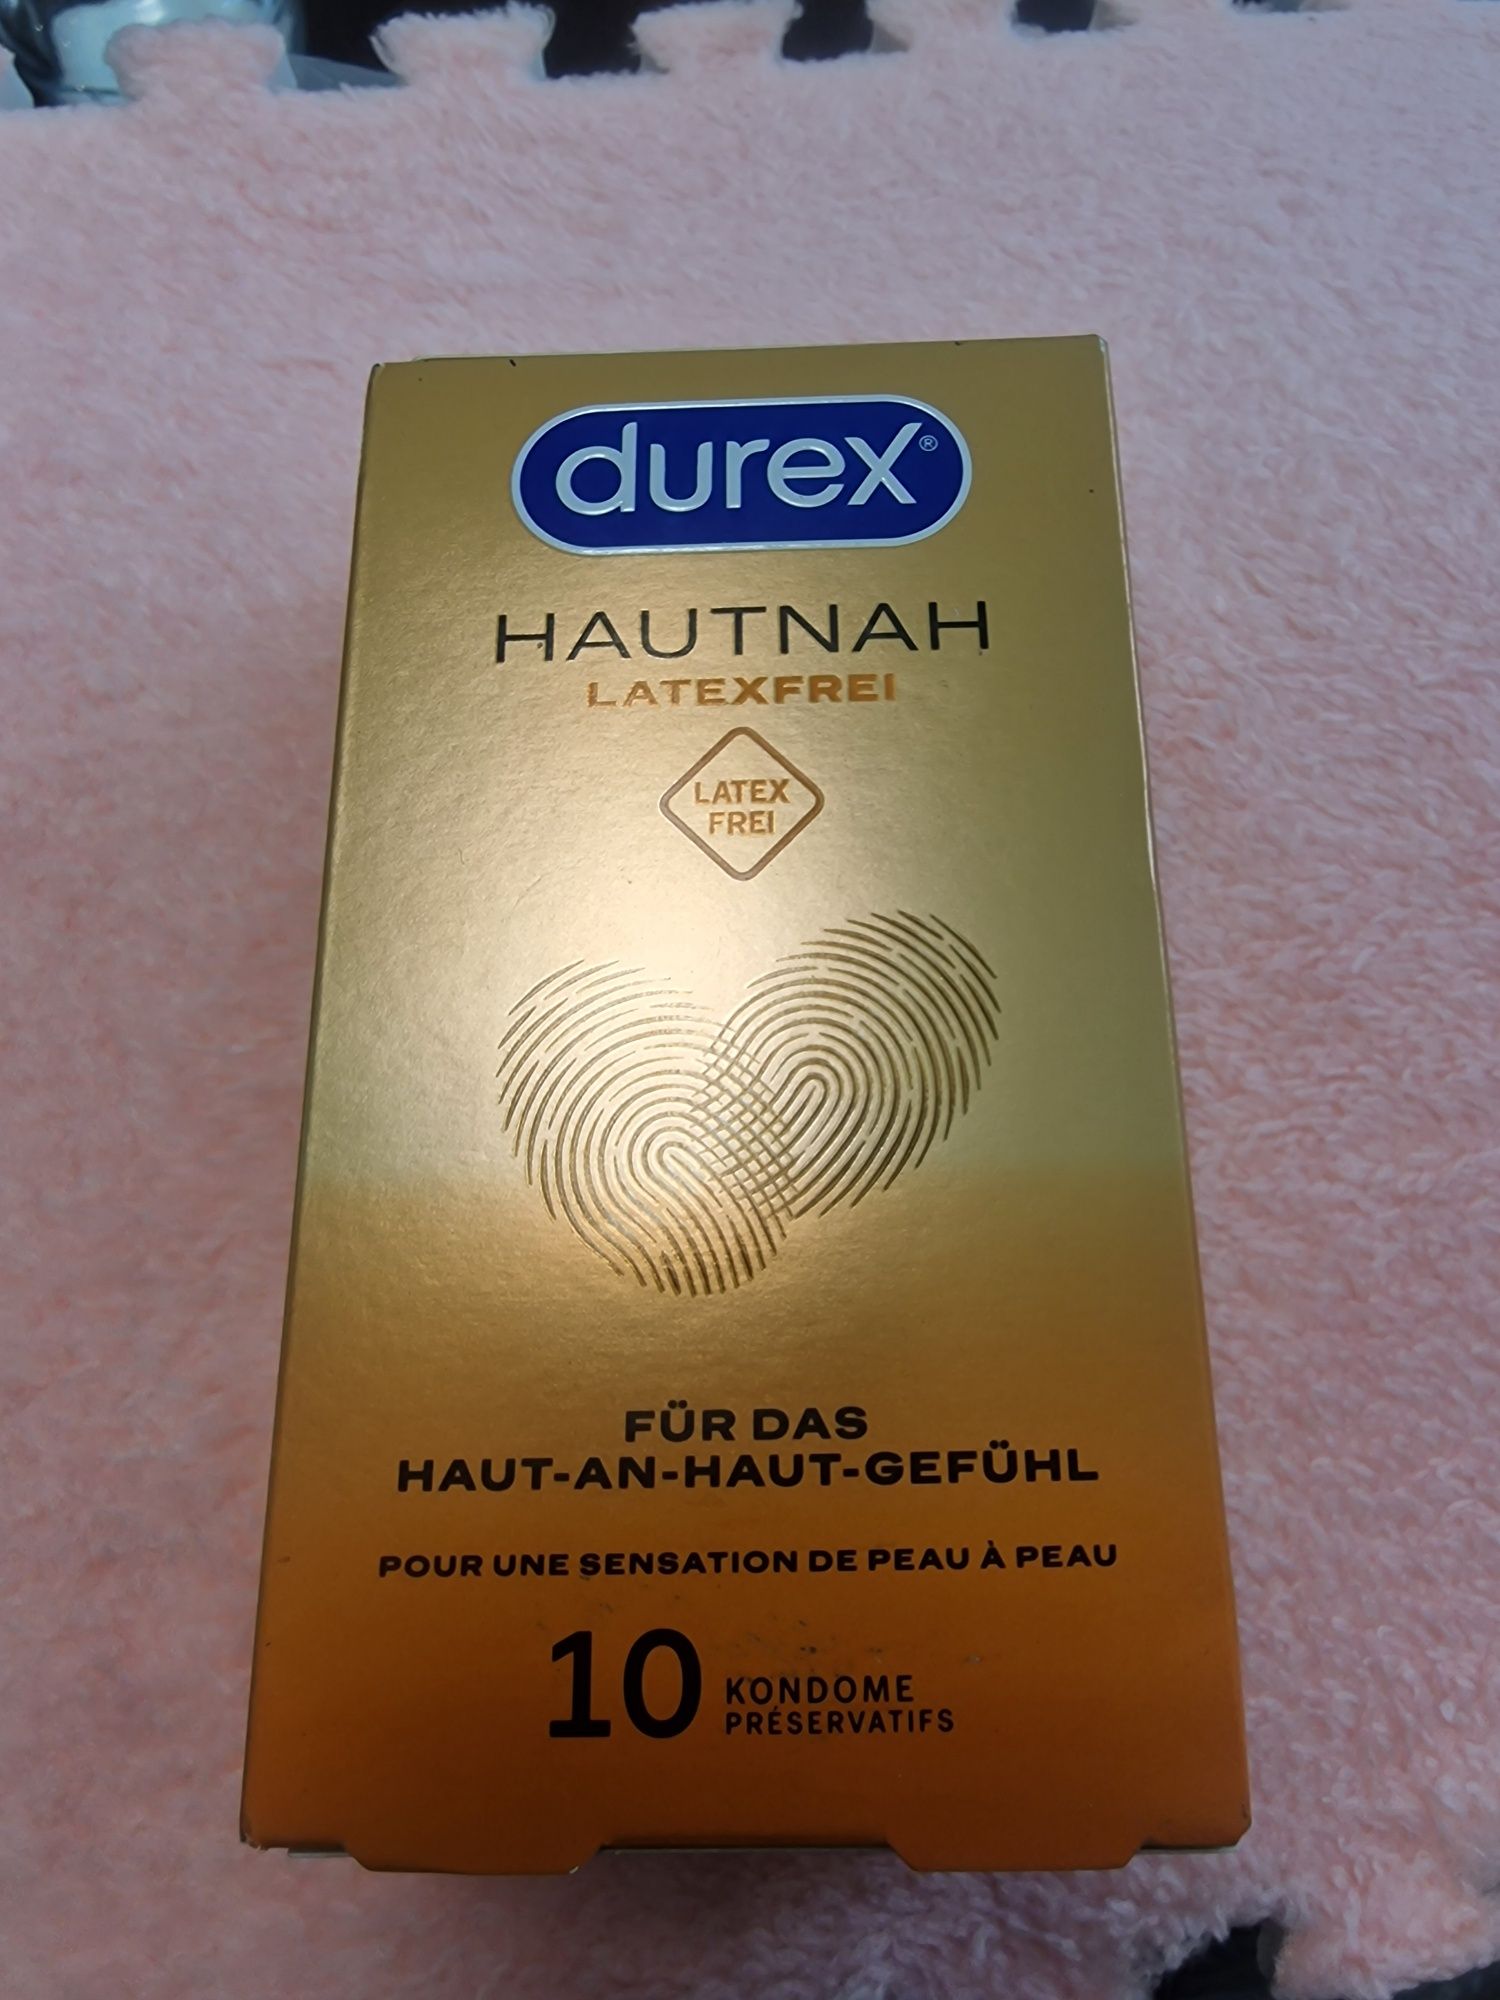 durex®
HAUTNAH
LATEXFREI
LATEX
FREI
FÜR DAS
HAUT-AN-HAUT-GEFÜHL
POUR UNE SENSATION DE PEAU À PEAU
10 KONDOME
PRÉSERVATIFS